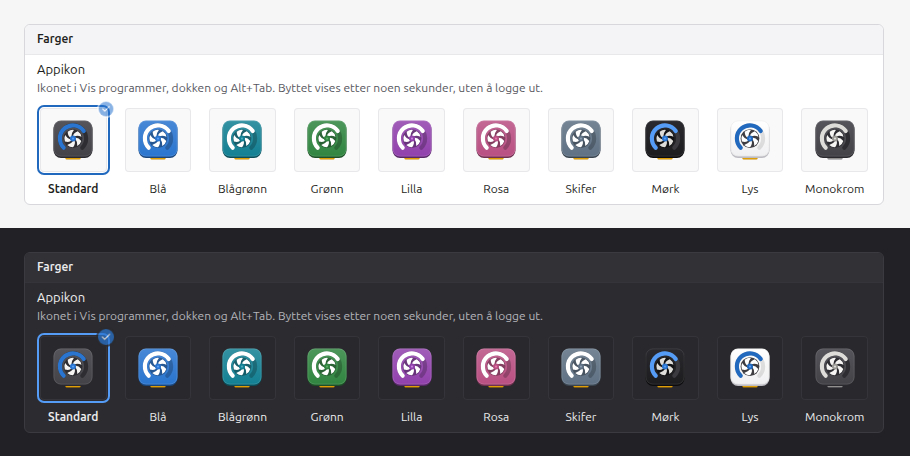 Farger
Appikon
Ikonet i Vis programmer, dokken og Alt+Tab. Byttet vises etter noen sekunder, uten å logge ut.
Standard Blå Blågrønn Grønn Lilla Rosa Skifer Mørk Lys Monokrom
Farger
Appikon
Ikonet i Vis programmer, dokken og Alt+Tab. Byttet vises etter noen sekunder, uten å logge ut.
Standard Blå Blågrønn Grønn Lilla Rosa Skifer Mørk Lys Monokrom